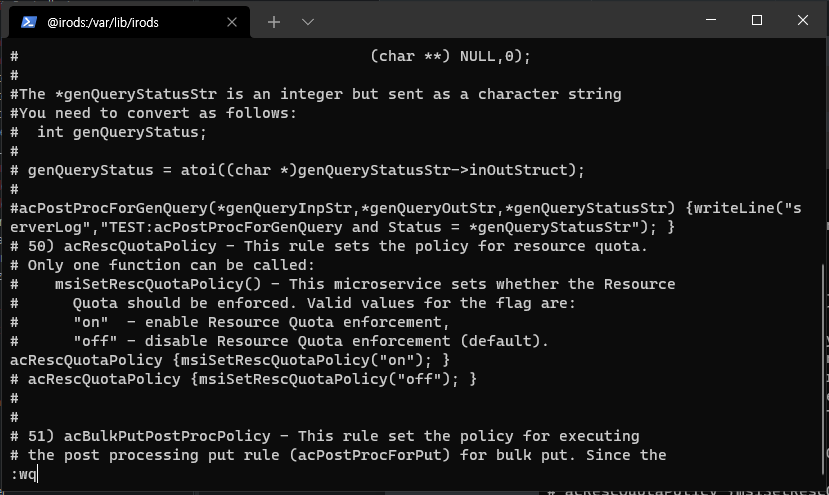 @irods:/var/lib/irods
#                                       (char **) NULL,0);
#
#The *genQueryStatusStr is an integer but sent as a character string
#You need to convert as follows:
#  int genQueryStatus;
#
# genQueryStatus = atoi((char *)genQueryStatusStr->inOutStruct);
#
#acPostProcForGenQuery(*genQueryInpStr,*genQueryOutStr,*genQueryStatusStr) {writeLine("s
erverLog","TEST:acPostProcForGenQuery and Status = *genQueryStatusStr"); }
# 50) acRescQuotaPolicy - This rule sets the policy for resource quota.
# Only one function can be called:
#    msiSetRescQuotaPolicy() - This microservice sets whether the Resource
#      Quota should be enforced. Valid values for the flag are:
#      "on"  - enable Resource Quota enforcement,
#      "off" - disable Resource Quota enforcement (default).
acRescQuotaPolicy {msiSetRescQuotaPolicy("on"); }
# acRescQuotaPolicy {msiSetRescQuotaPolicy("off"); }
#
#
# 51) acBulkPutPostProcPolicy - This rule set the policy for executing
# the post processing put rule (acPostProcForPut) for bulk put. Since the
:wq